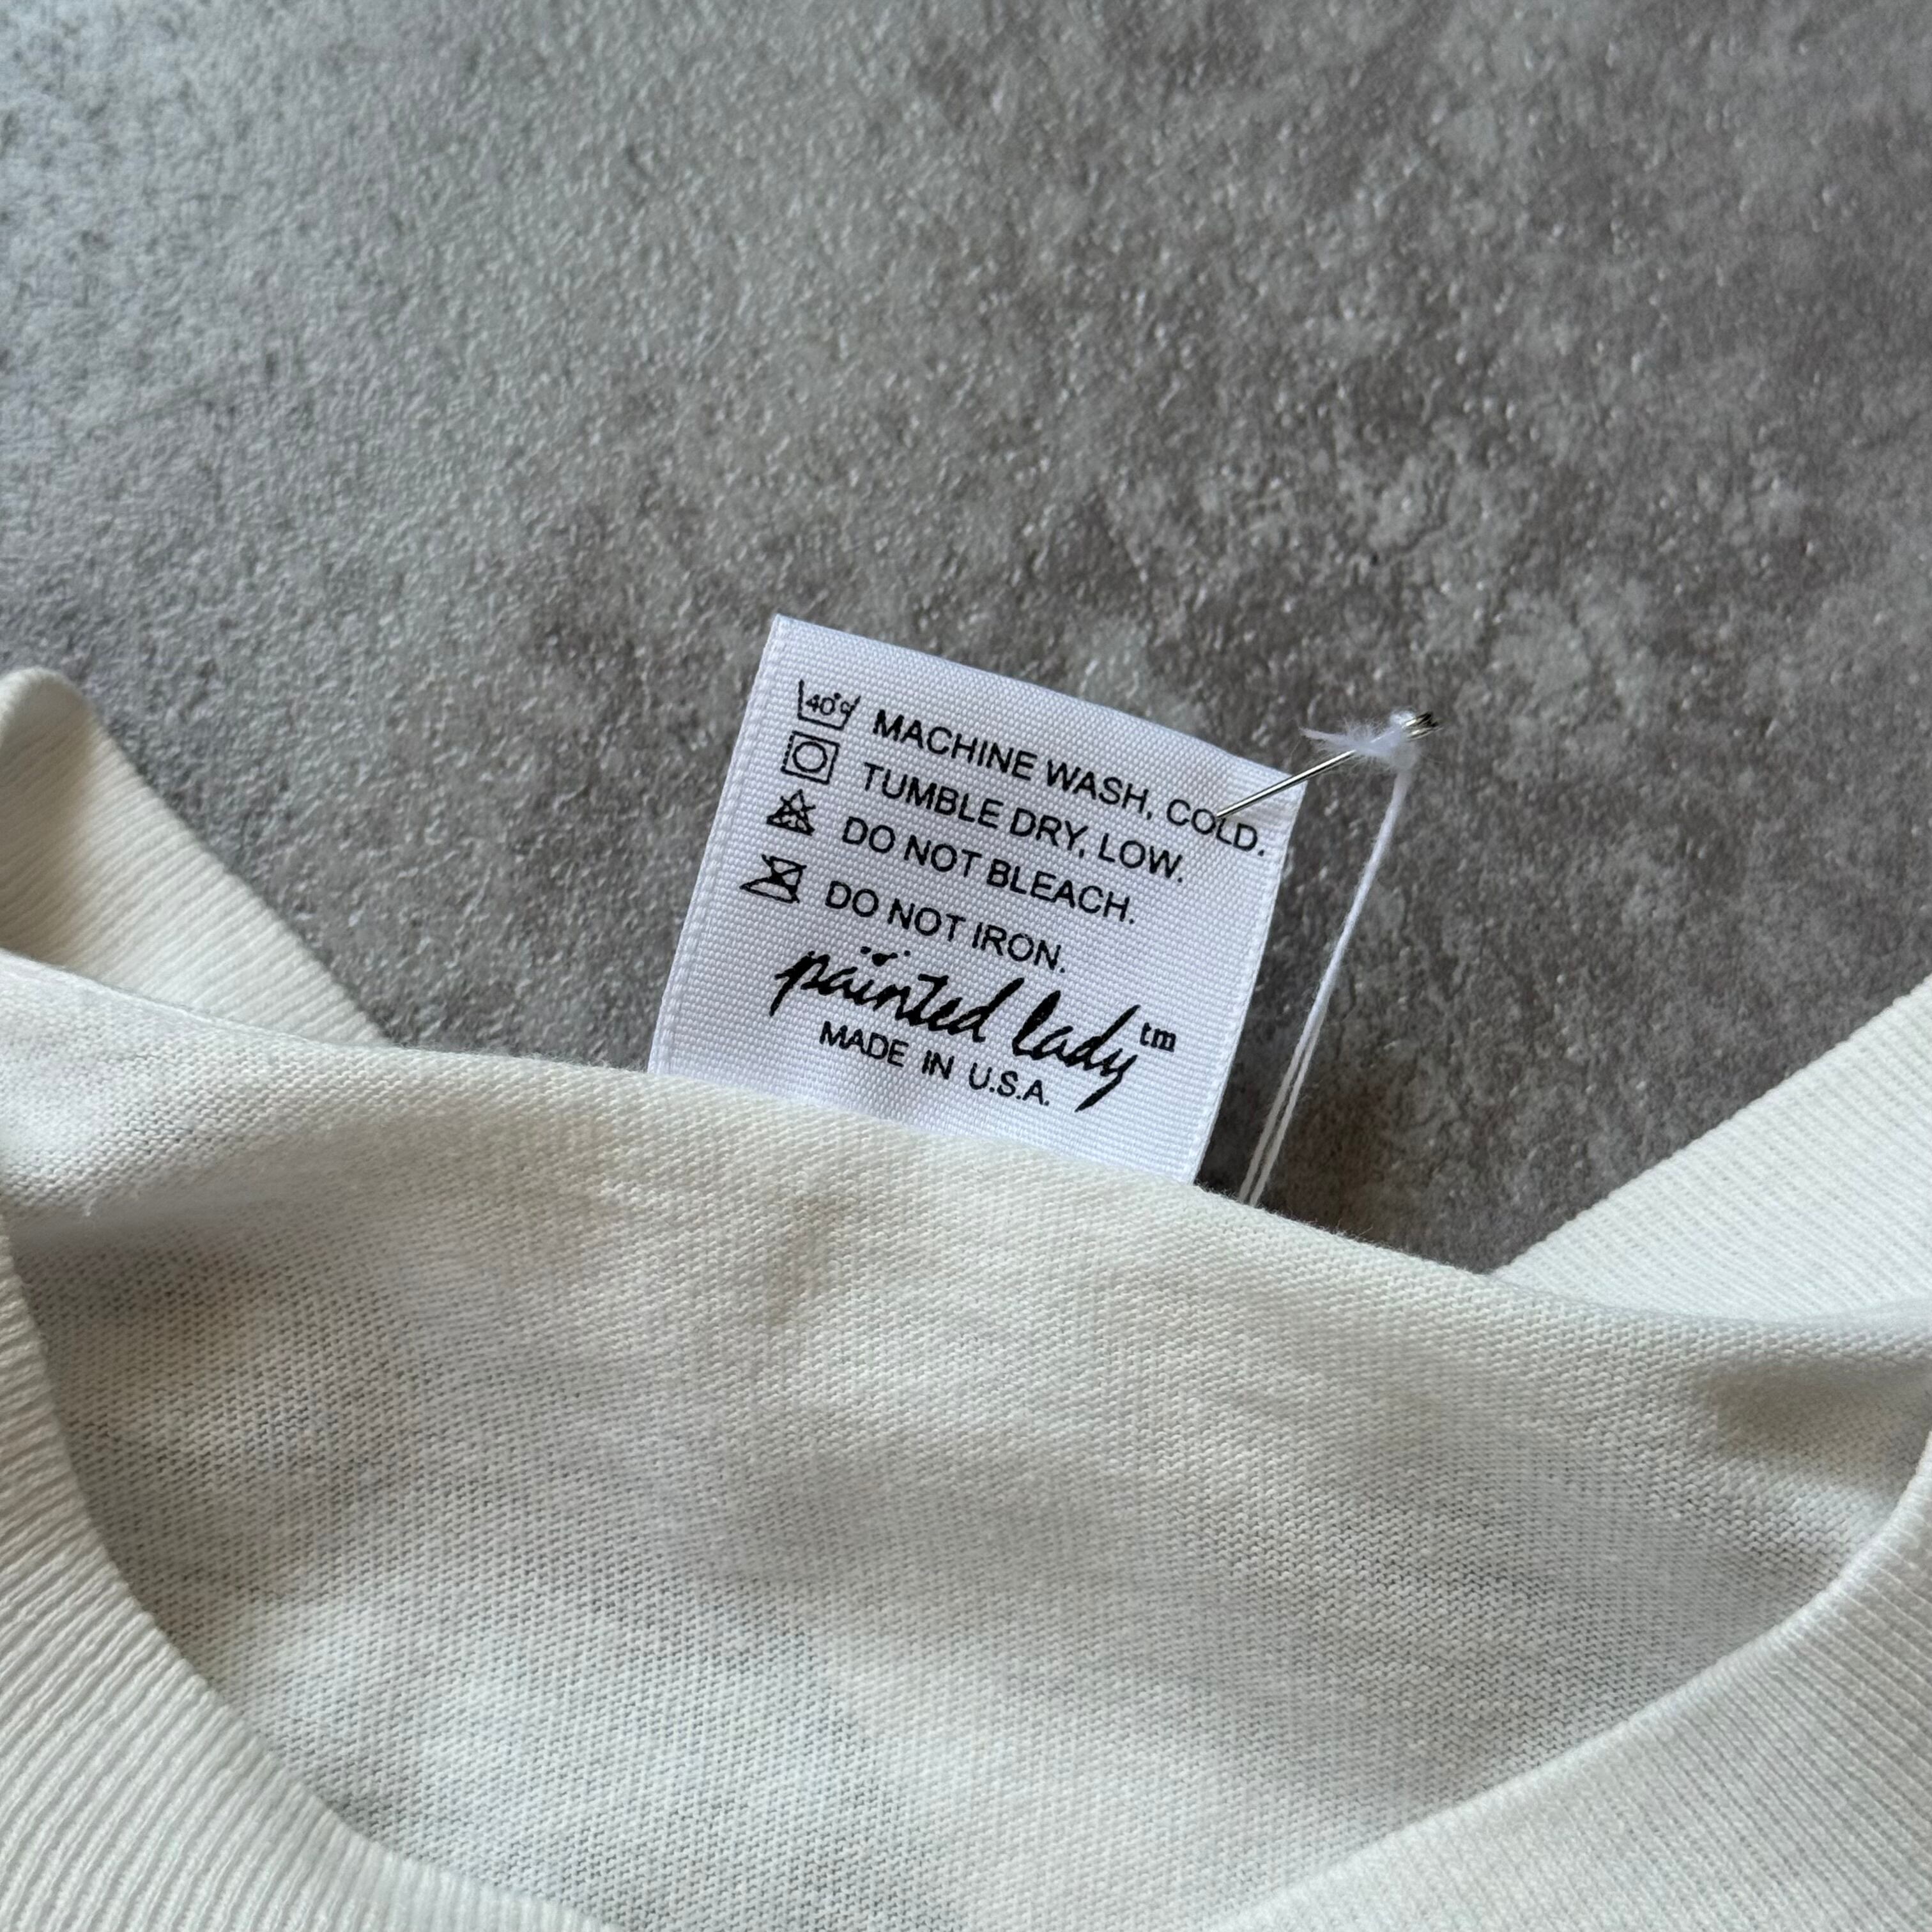 40°c MACHINE WASH, COLD.
TUMBLE DRY, LOW.
DO NOT BLEACH.
DO NOT IRON.
painted lady tm
MADE IN U.S.A.